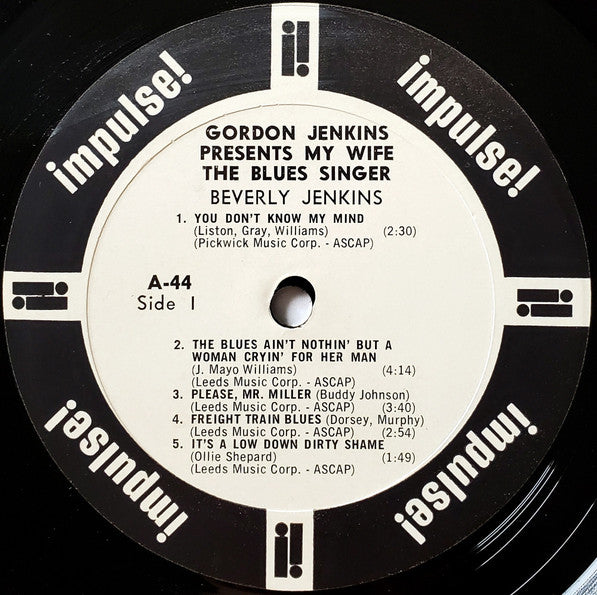 impulse!
impulse!
GORDON JENKINS
PRESENTS MY WIFE
THE BLUES SINGER
BEVERLY JENKINS
1. YOU DON'T KNOW MY MIND
(Liston, Gray, Williams) (2:30)
(Pickwick Music Corp. - ASCAP)
A-44
Side I
2. THE BLUES AIN'T NOTHIN' BUT A
WOMAN CRYIN' FOR HER MAN
(J. Mayo Williams) (4:14)
(Leeds Music Corp. - ASCAP)
3. PLEASE, MR. MILLER (Buddy Johnson)
(Leeds Music Corp. - ASCAP) (3:40)
4. FREIGHT TRAIN BLUES (Dorsey, Murphy)
(Leeds Music Corp. - ASCAP) (2:54)
5. IT'S A LOW DOWN DIRTY SHAME
(Ollie Shepard) (1:49)
(Leeds Music Corp. - ASCAP)
impulse!
impulse!